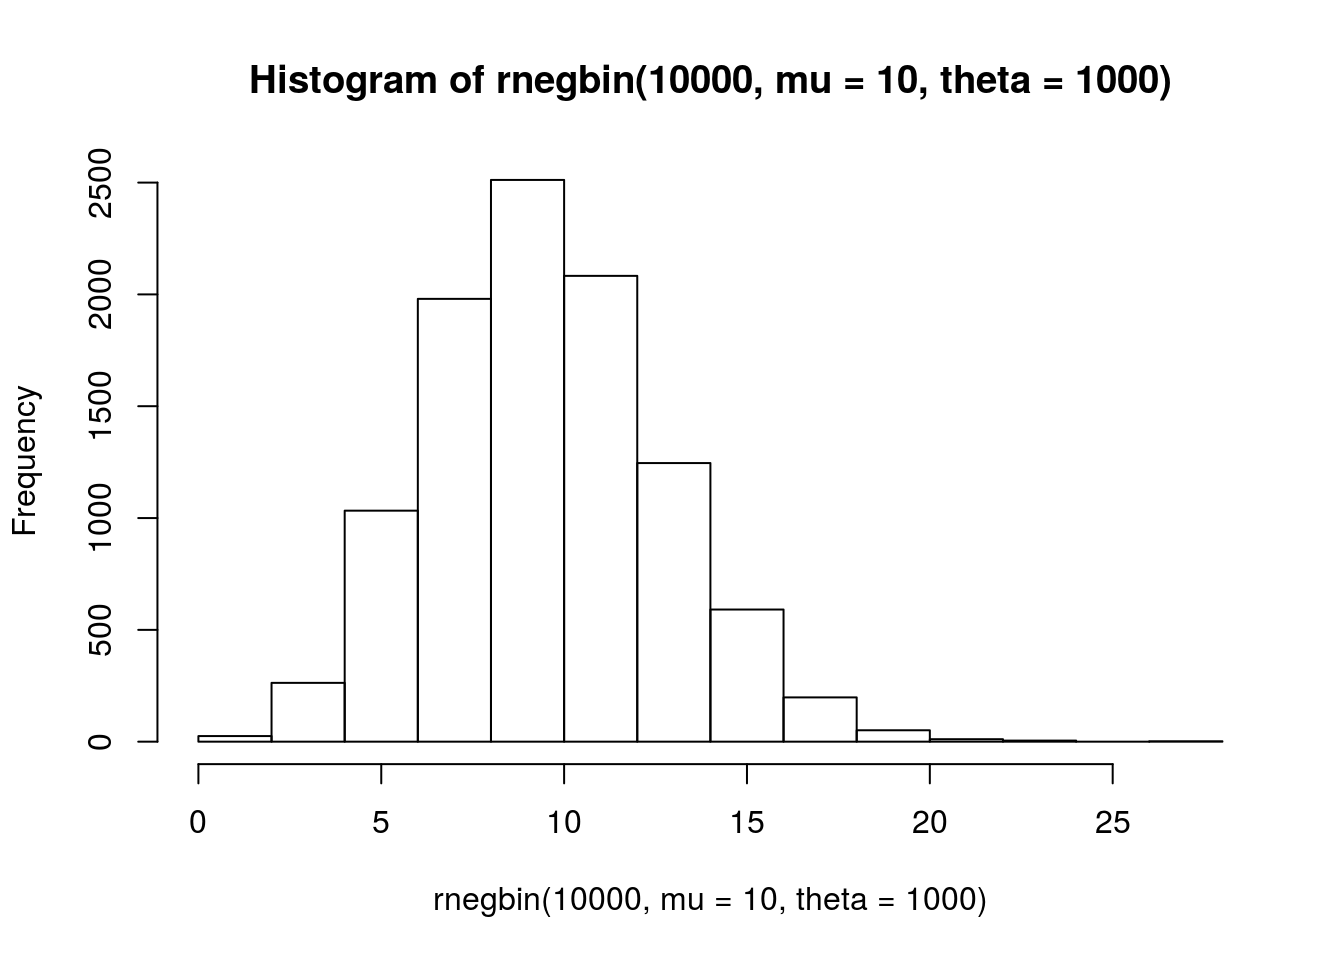 Histogram of rnegbin(10000, mu = 10, theta = 1000)
Frequency
2500
2000
1500
1000
500
0
0 5 10 15 20 25
rnegbin(10000, mu = 10, theta = 1000)